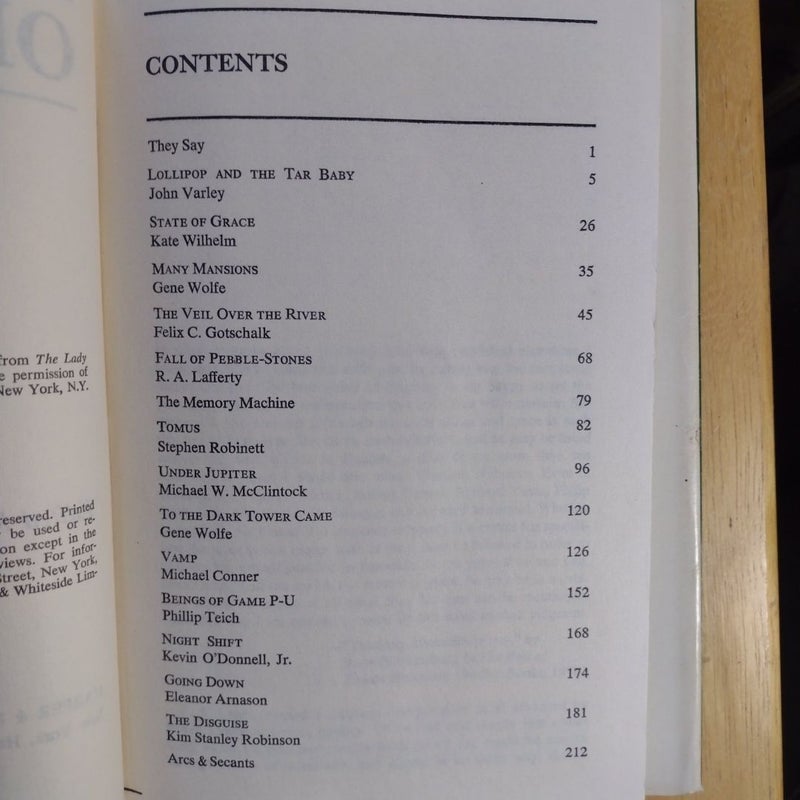 CONTENTS
They Say 1
LOLLIPOP AND THE TAR BABY 5
John Varley
STATE OF GRACE 26
Kate Wilhelm
MANY MANSIONS 35
Gene Wolfe
THE VEIL OVER THE RIVER 45
Felix C. Gotschalk
FALL OF PEBBLE-STONES 68
R. A. Lafferty
The Memory Machine 79
TOMUS 82
Stephen Robinett
UNDER JUPITER 96
Michael W. McClintock
TO THE DARK TOWER CAME 120
Gene Wolfe
VAMP 126
Michael Conner
BEINGS OF GAME P-U 152
Phillip Teich
NIGHT SHIFT 168
Kevin O'Donnell, Jr.
GOING DOWN 174
Eleanor Arnason
THE DISGUISE 181
Kim Stanley Robinson
Arcs & Secants 212
from The Lady
permission of
New York, N.Y.
reserved. Printed
be used or re-
on except in the
views. For infor-
Street, New York,
& Whiteside Lim-